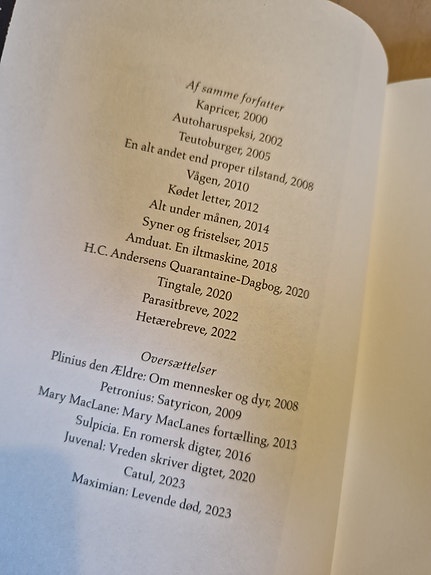 Af samme forfatter
Kapricer, 2000
Autoharuspeksi, 2002
Teutoburger, 2005
En alt andet end proper tilstand, 2008
Vågen, 2010
Kødet letter, 2012
Alt under månen, 2014
Syner og fristelser, 2015
Amduat. En iltmaskine, 2018
H.C. Andersens Quarantaine-Dagbog, 2020
Tingtale, 2020
Parasitbreve, 2022
Hetærebreve, 2022
Oversættelser
Plinius den Ældre: Om mennesker og dyr, 2008
Petronius: Satyricon, 2009
Mary MacLane: Mary MacLanes fortælling, 2013
Sulpicia. En romersk digter, 2016
Juvenal: Vreden skriver digtet, 2020
Catul, 2023
Maximian: Levende død, 2023